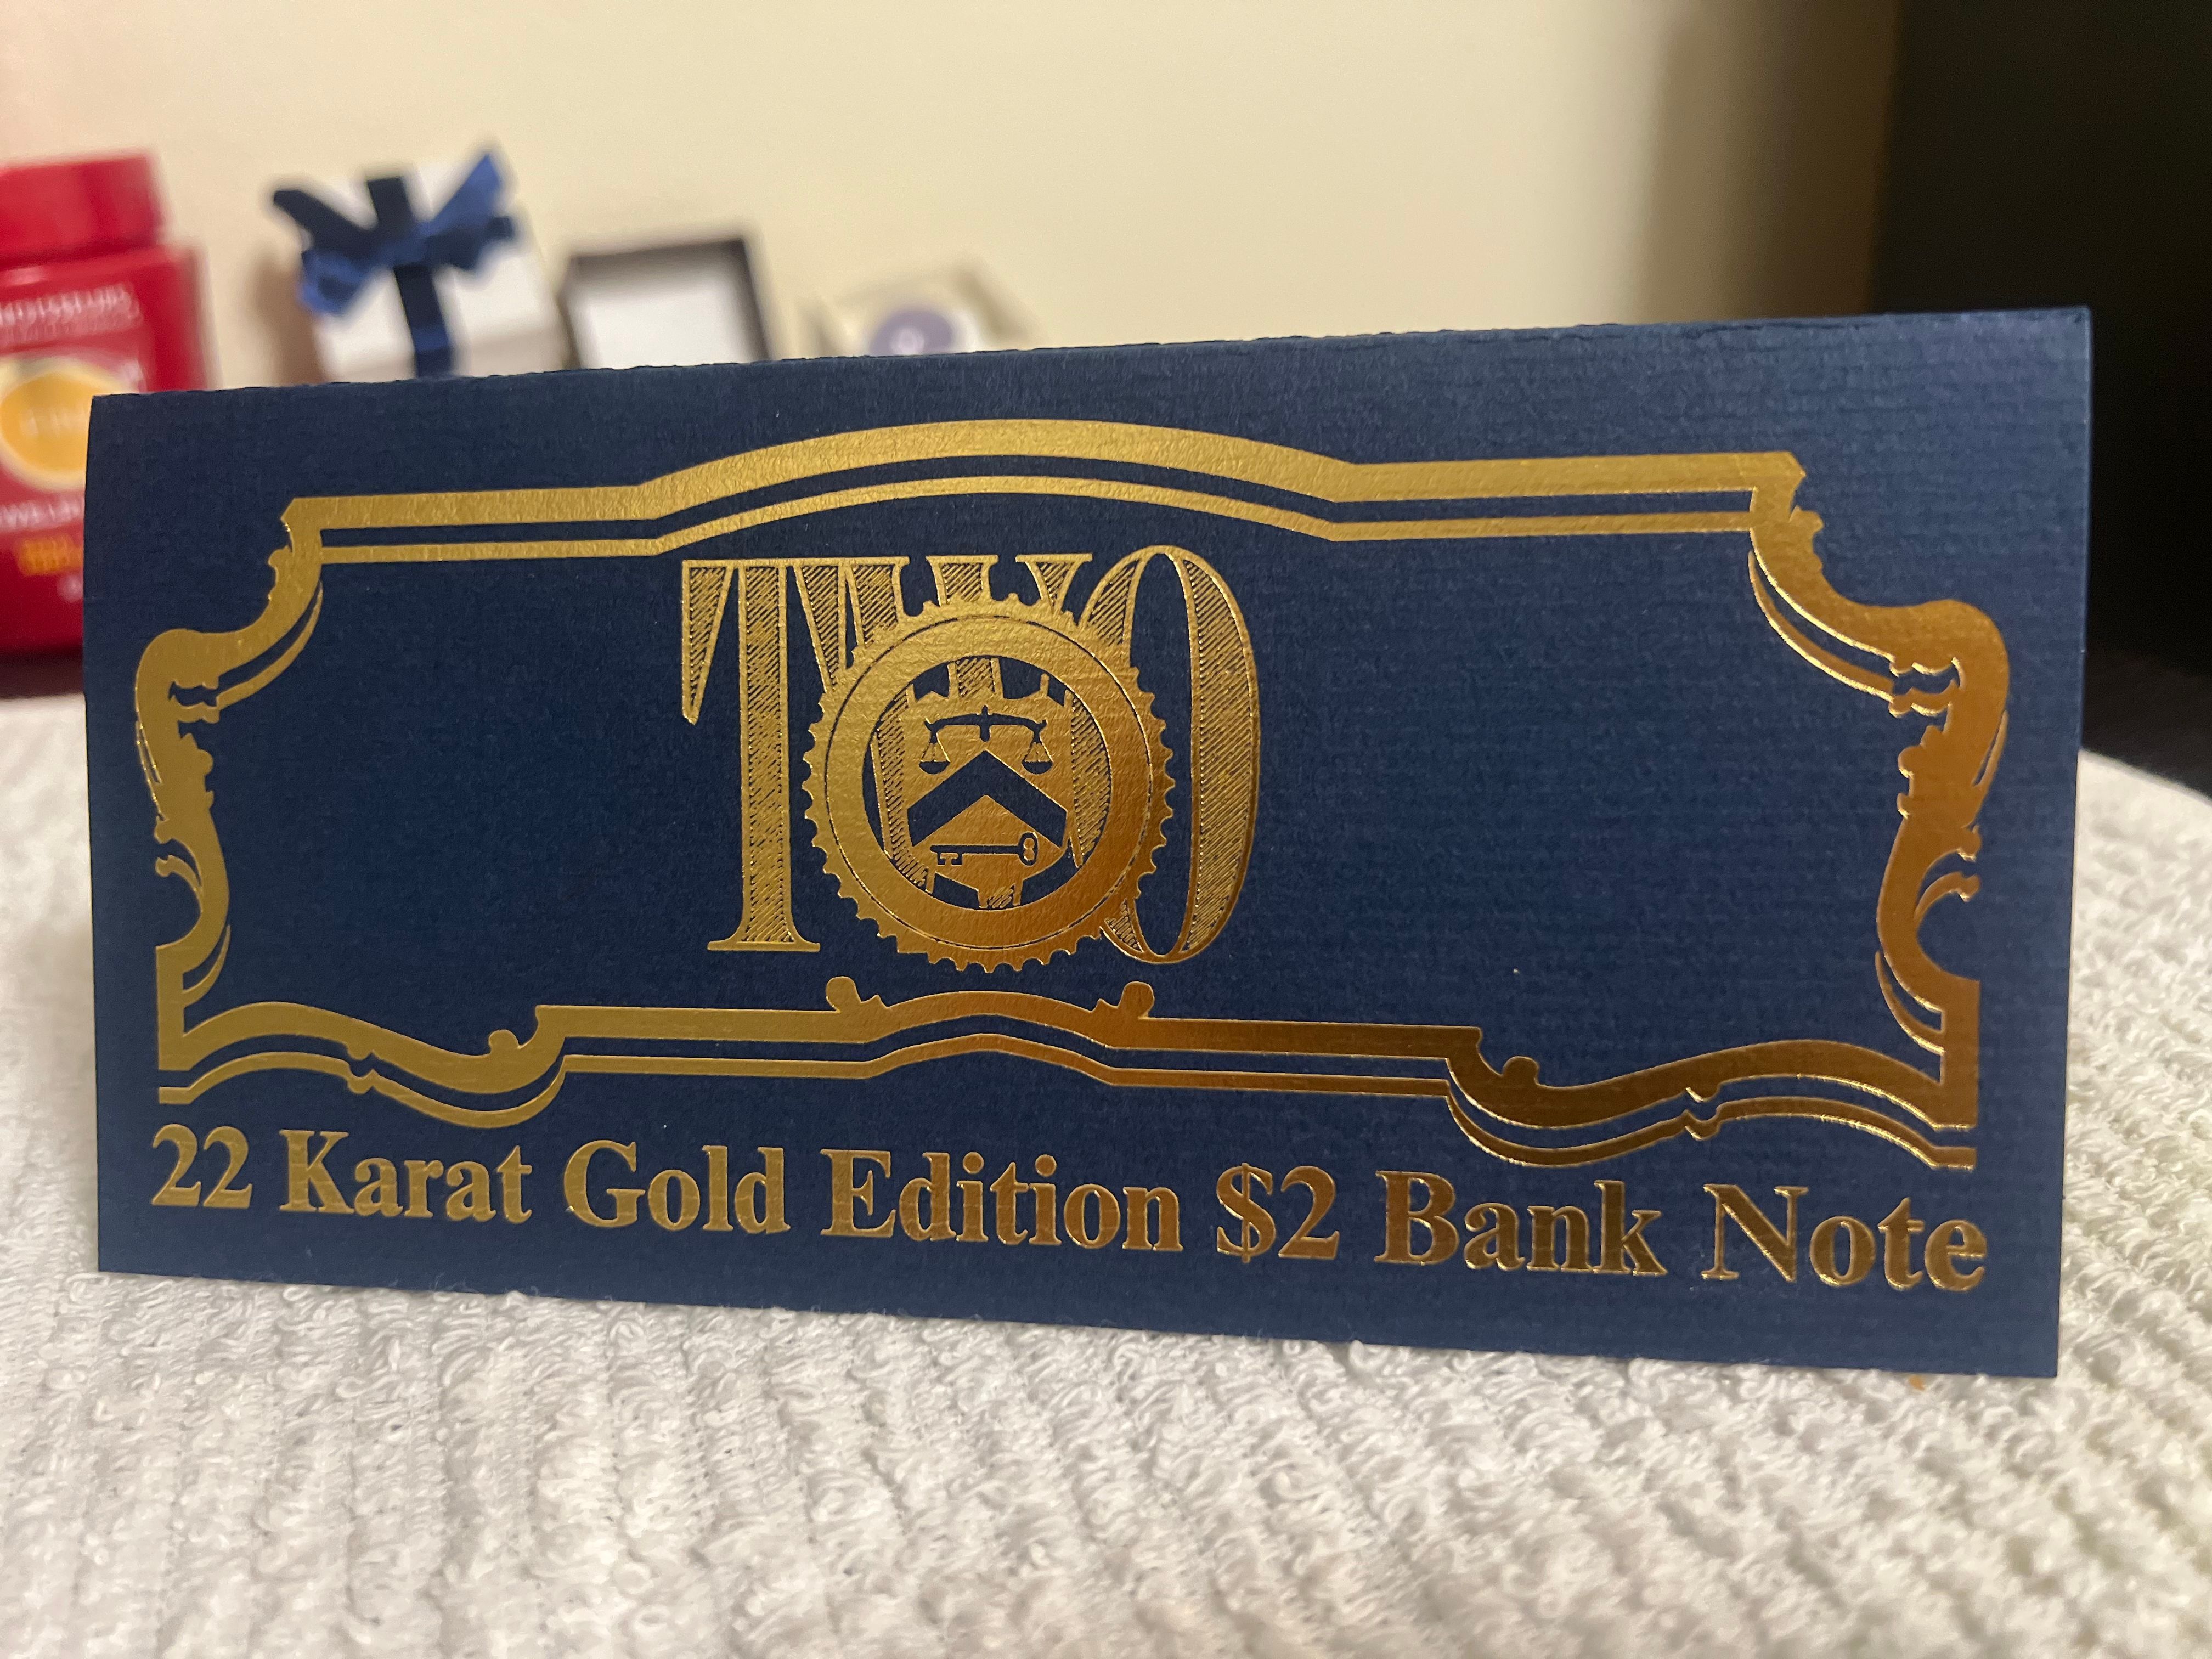 TWO
22 Karat Gold Edition $2 Bank Note